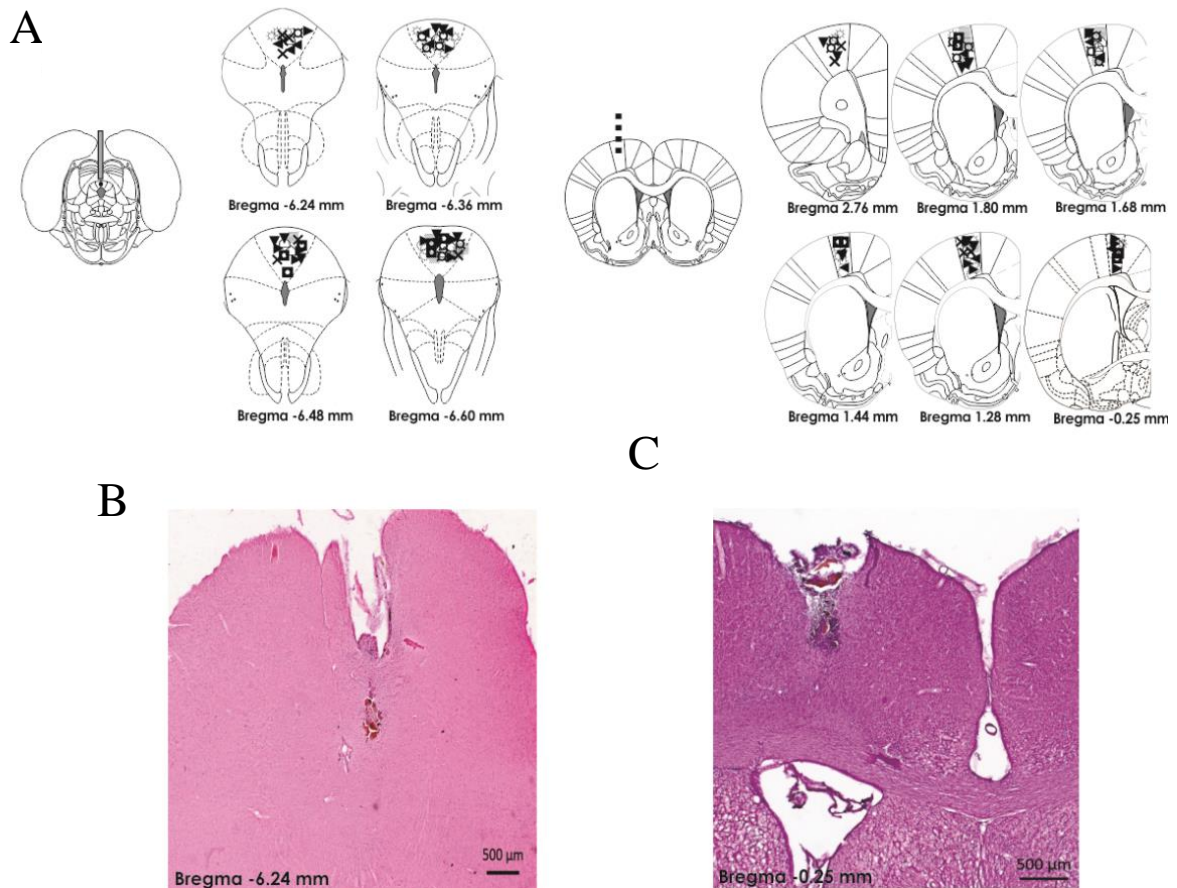 A
Bregma -6.24 mm
Bregma -6.36 mm
Bregma -6.48 mm
Bregma -6.60 mm
Bregma 2.76 mm
Bregma 1.80 mm
Bregma 1.68 mm
Bregma 1.44 mm
Bregma 1.28 mm
Bregma -0.25 mm
B
500 µm
Bregma -6.24 mm
C
500 µm
Bregma -0.25 mm